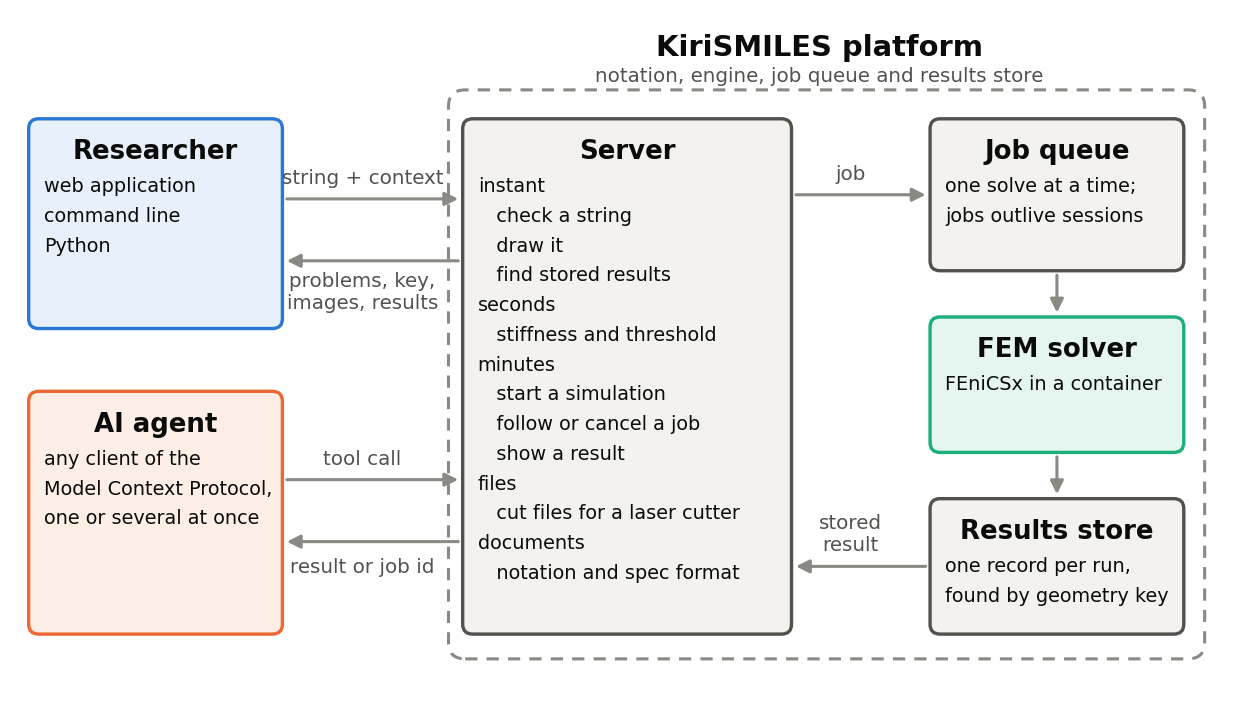 KiriSMILES platform
notation, engine, job queue and results store
Researcher
web application
command line
Python
string + context
problems, key,
images, results
AI agent
any client of the
Model Context Protocol,
one or several at once
tool call
result or job id
Server
instant
check a string
draw it
find stored results
seconds
stiffness and threshold
minutes
start a simulation
follow or cancel a job
show a result
files
cut files for a laser cutter
documents
notation and spec format
job
Job queue
one solve at a time;
jobs outlive sessions
FEM solver
FEniCSx in a container
Results store
one record per run,
found by geometry key
stored
result